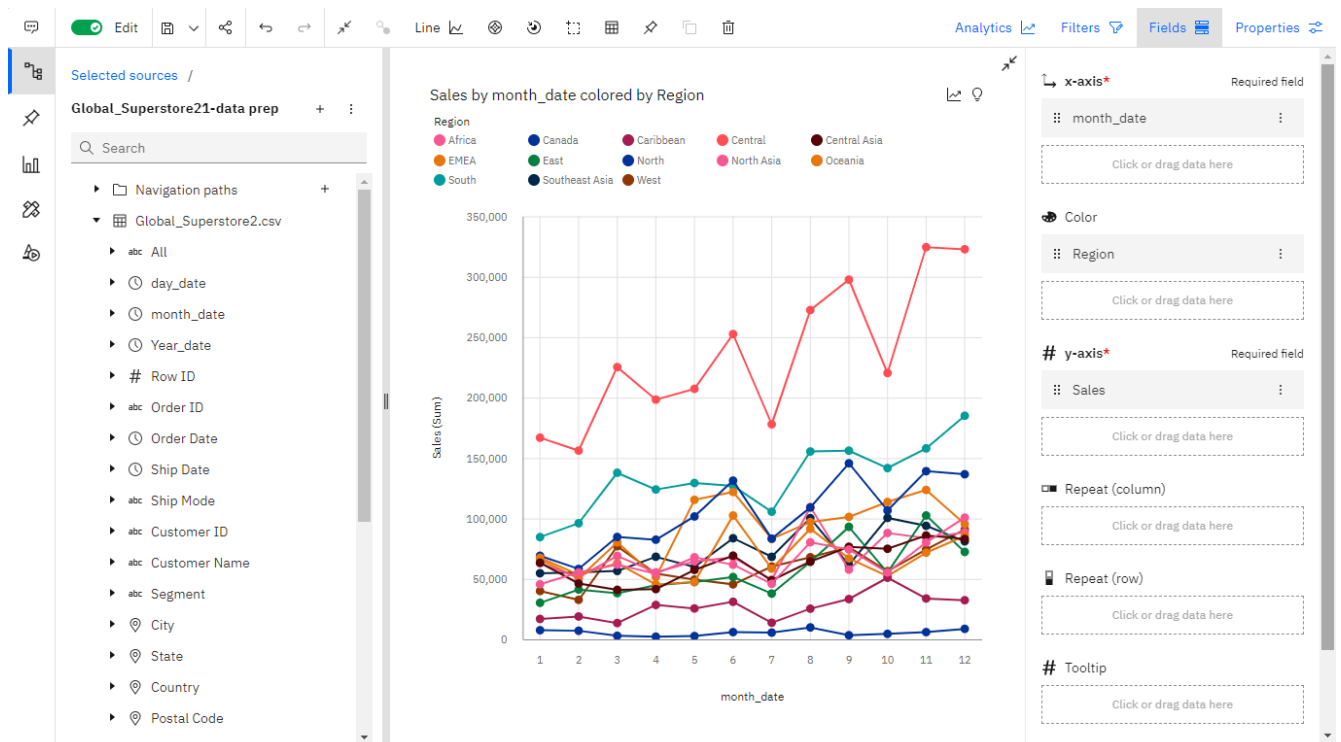 Edit
Line
Analytics
Filters
Fields
Properties
Selected sources /
Global_Superstore21-data prep
Search
Navigation paths
Global_Superstore2.csv
abc All
day_date
month_date
Year_date
# Row ID
abc Order ID
Order Date
Ship Date
abc Ship Mode
abc Customer ID
abc Customer Name
abc Segment
City
State
Country
Postal Code
Sales by month_date colored by Region
Region
Africa Canada Caribbean Central Central Asia
EMEA East North North Asia Oceania
South Southeast Asia West
350,000
300,000
250,000
200,000
150,000
100,000
50,000
0
Sales (Sum)
1 2 3 4 5 6 7 8 9 10 11 12
month_date
x-axis* Required field
month_date
Click or drag data here
Color
Region
Click or drag data here
# y-axis* Required field
Sales
Click or drag data here
Repeat (column)
Click or drag data here
Repeat (row)
Click or drag data here
# Tooltip
Click or drag data here